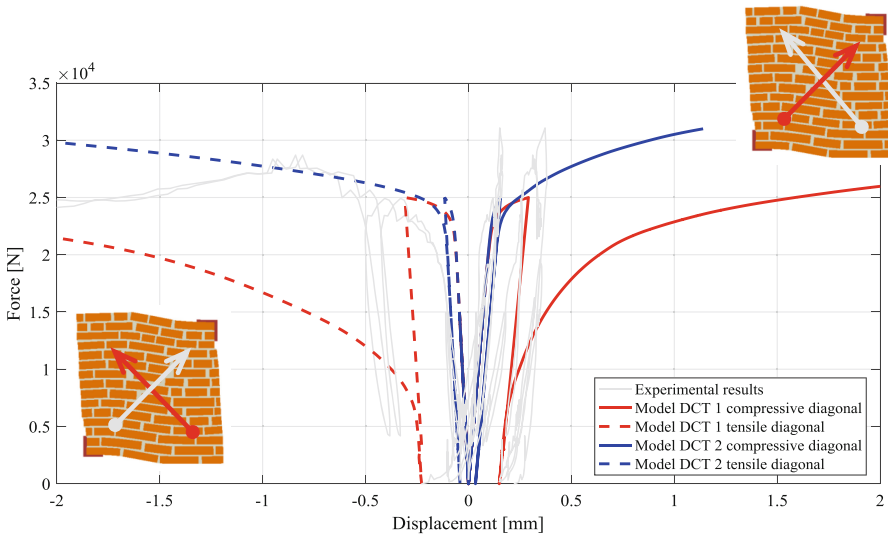 ×10⁴
3.5
3
2.5
2
1.5
1
0.5
0
Force [N]
-2 -1.5 -1 -0.5 0 0.5 1 1.5 2
Displacement [mm]
Experimental results
Model DCT 1 compressive diagonal
Model DCT 1 tensile diagonal
Model DCT 2 compressive diagonal
Model DCT 2 tensile diagonal